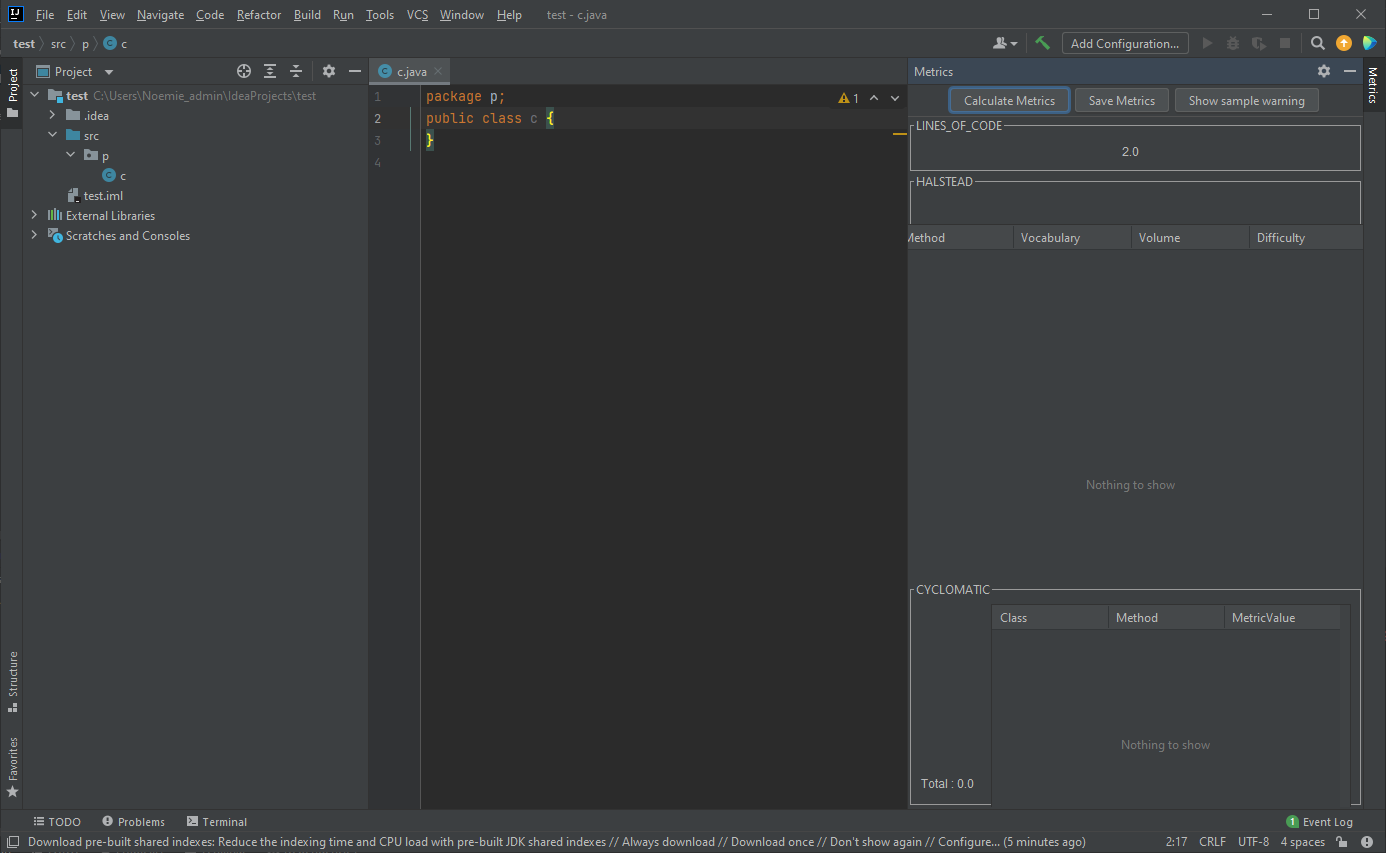 File Edit View Navigate Code Refactor Build Run Tools VCS Window Help test - c.java
test src p c Add Configuration...
Project
Project
c.java
Metrics
Metrics
test C:\Users\Noemie_admin\IdeaProjects\test
.idea
src
p
c
test.iml
External Libraries
Scratches and Consoles
1 package p;
2 public class c {
3 }
4
1
Calculate Metrics Save Metrics Show sample warning
LINES_OF_CODE
2.0
HALSTEAD
Method Vocabulary Volume Difficulty
Nothing to show
CYCLOMATIC
Class Method MetricValue
Nothing to show
Total : 0.0
Structure
Favorites
TODO Problems Terminal 1 Event Log
Download pre-built shared indexes: Reduce the indexing time and CPU load with pre-built JDK shared indexes // Always download // Download once // Don't show again // Configure... (5 minutes ago) 2:17 CRLF UTF-8 4 spaces